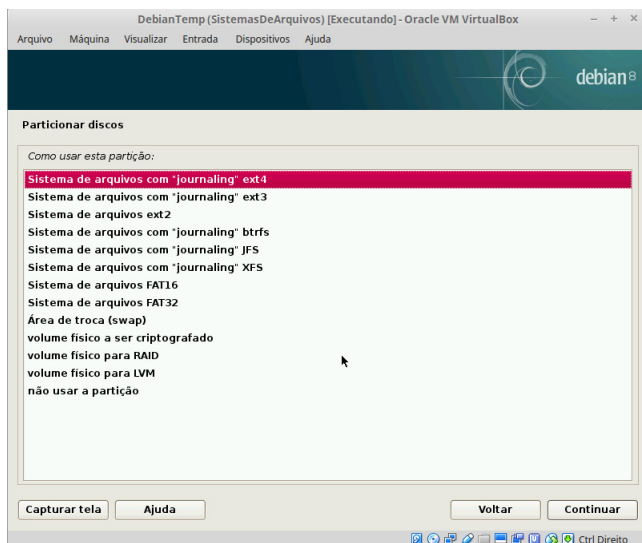 DebianTemp (SistemasDeArquivos) [Executando] - Oracle VM VirtualBox
Arquivo Máquina Visualizar Entrada Dispositivos Ajuda
debian 8
Particionar discos
Como usar esta partição:
Sistema de arquivos com "journaling" ext4
Sistema de arquivos com "journaling" ext3
Sistema de arquivos ext2
Sistema de arquivos com "journaling" btrfs
Sistema de arquivos com "journaling" JFS
Sistema de arquivos com "journaling" XFS
Sistema de arquivos FAT16
Sistema de arquivos FAT32
Área de troca (swap)
volume físico a ser criptografado
volume físico para RAID
volume físico para LVM
não usar a partição
Capturar tela Ajuda Voltar Continuar
Ctrl Direito